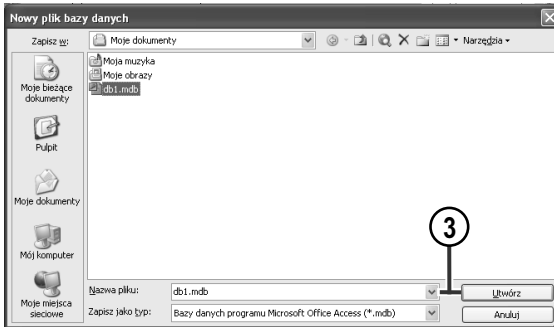 Nowy plik bazy danych
Zapisz w:
Moje dokumenty
Narzędzia
Moja muzyka
Moje obrazy
db1.mdb
Moje bieżące
dokumenty
Pulpit
Moje dokumenty
Mój komputer
Moje miejsca
sieciowe
3
Nazwa pliku:
db1.mdb
Utwórz
Zapisz jako typ:
Bazy danych programu Microsoft Office Access (*.mdb)
Anuluj